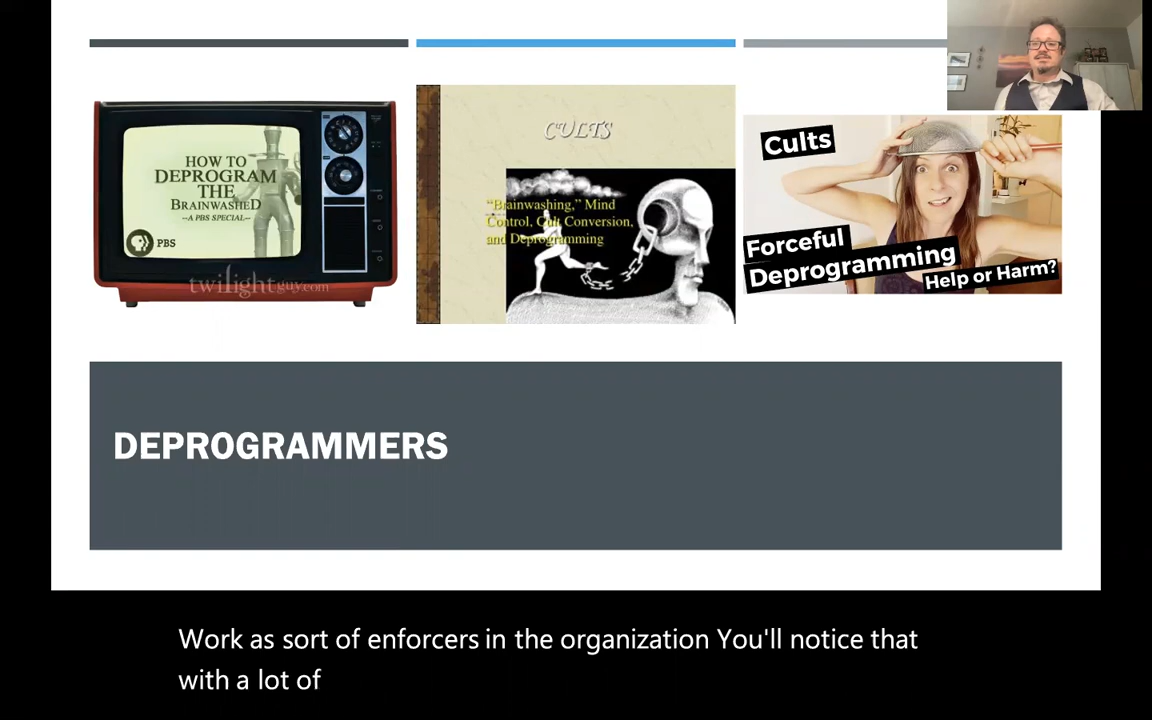 HOW TO
DEPROGRAM
THE
BRAINWASHED
--A PBS SPECIAL--
PBS
twilightguy.com
CULTS
"Brainwashing," Mind
Control, Cult Conversion,
and Deprogramming
Cults
Forceful
Deprogramming
Help or Harm?
DEPROGRAMMERS
Work as sort of enforcers in the organization You'll notice that
with a lot of